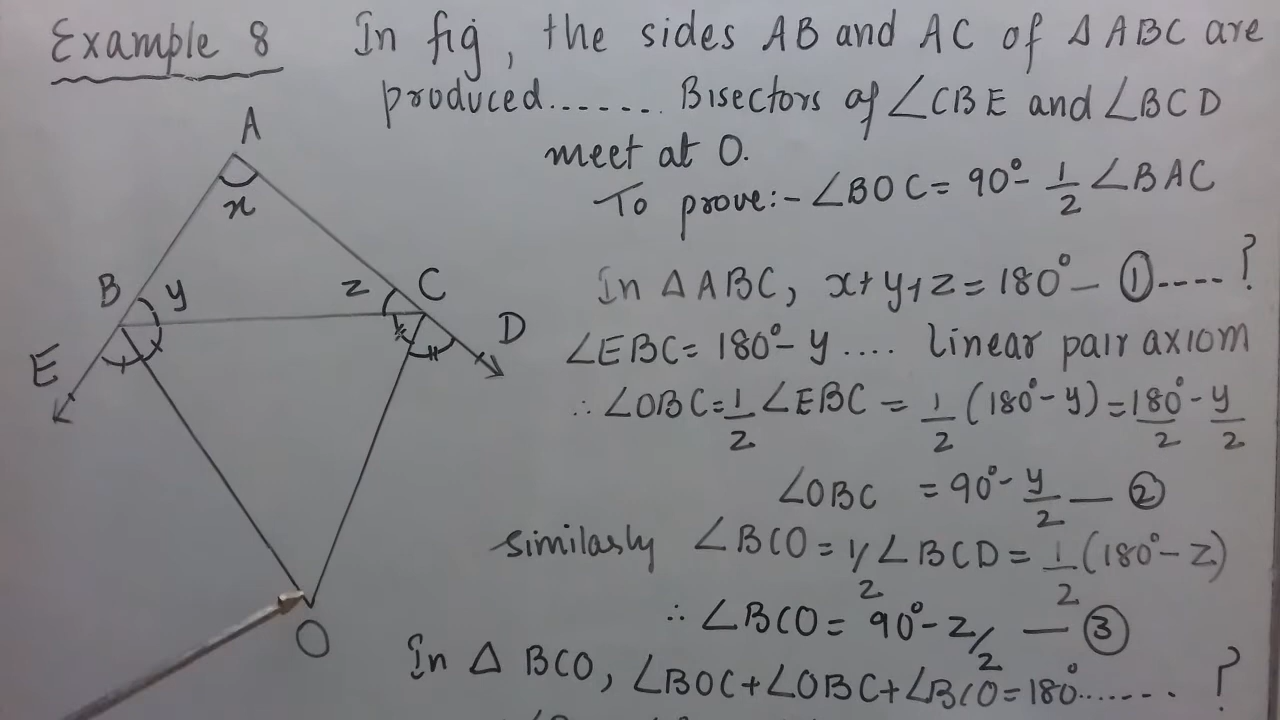 Example 8 In fig, the sides AB and AC of Δ ABC are
produced....... Bisectors of ∠CBE and ∠BCD
meet at O.
To prove:- ∠BOC = 90° - 1/2 ∠BAC
A
x
B y z C
E D
O
In Δ ABC, x+y+z = 180° — ① ....?
∠EBC = 180° - y .... linear pair axiom
∴ ∠OBC = 1/2 ∠EBC = 1/2 (180° - y) = 180°/2 - y/2
∠OBC = 90° - y/2 — ②
similarly ∠BCO = 1/2 ∠BCD = 1/2 (180° - z)
∴ ∠BCO = 90° - z/2 — ③
In Δ BCO, ∠BOC + ∠OBC + ∠BCO = 180° ....... ?